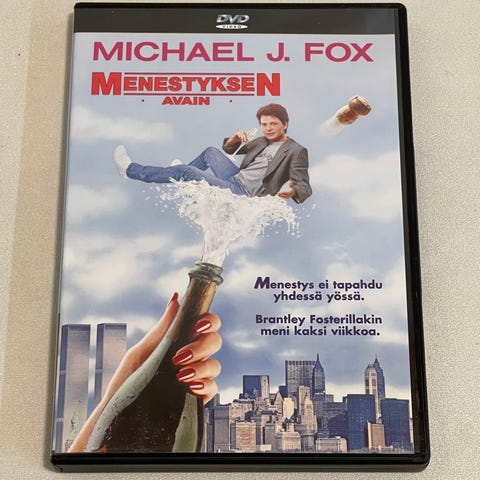 DVD
VIDEO
MICHAEL J. FOX
MENESTYKSEN
• AVAIN •
Menestys ei tapahdu
yhdessä yössä.
Brantley Fosterillakin
meni kaksi viikkoa.